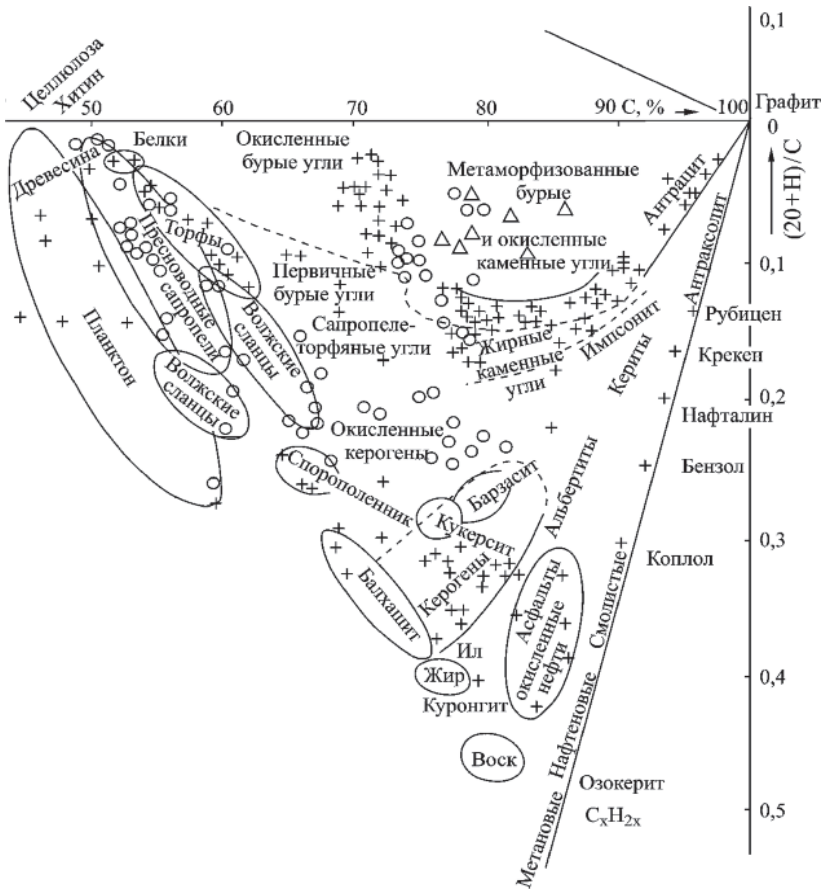 0,1
Целлюлоза
Хитин
50
60
70
80
90 С, %
100
Графит
0
Древесина
Белки
Окисленные
бурые угли
Метаморфизованные
бурые
и окисленные
каменные угли
Антрацит
(20+H)/C
Торфы
Пресноводные
сапропели
Первичные
бурые угли
0,1
Антраксолит
Планктон
Волжские
сланцы
Сапропеле-
торфяные угли
Жирные
каменные
угли
Импсонит
Рубицен
Кериты
Крекен
Волжские
сланцы
0,2
Нафталин
Окисленные
керогены
Бензол
Спорополенник
Барзасит
Альбертиты
Кукерсит
0,3
Коплол
Балхашит
Керогены
Асфальты
окисленные
нефти
Смолистые
Ил
Жир
0,4
Куронгит
Нафтеновые
Воск
Озокерит
CxH2x
Метановые
0,5